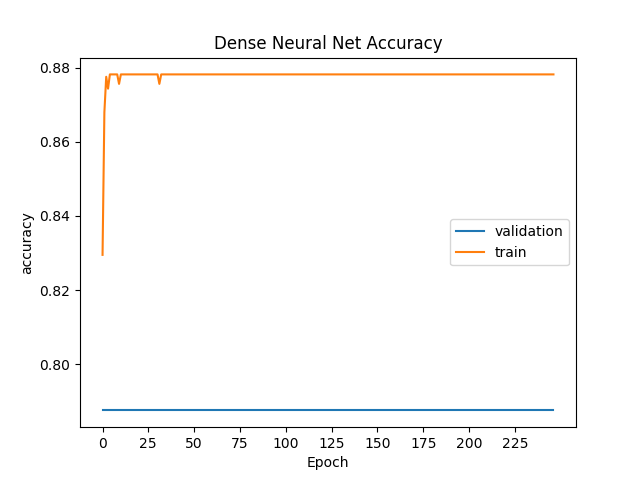 Dense Neural Net Accuracy
0.88
0.86
0.84
0.82
0.80
accuracy
validation
train
0 25 50 75 100 125 150 175 200 225
Epoch